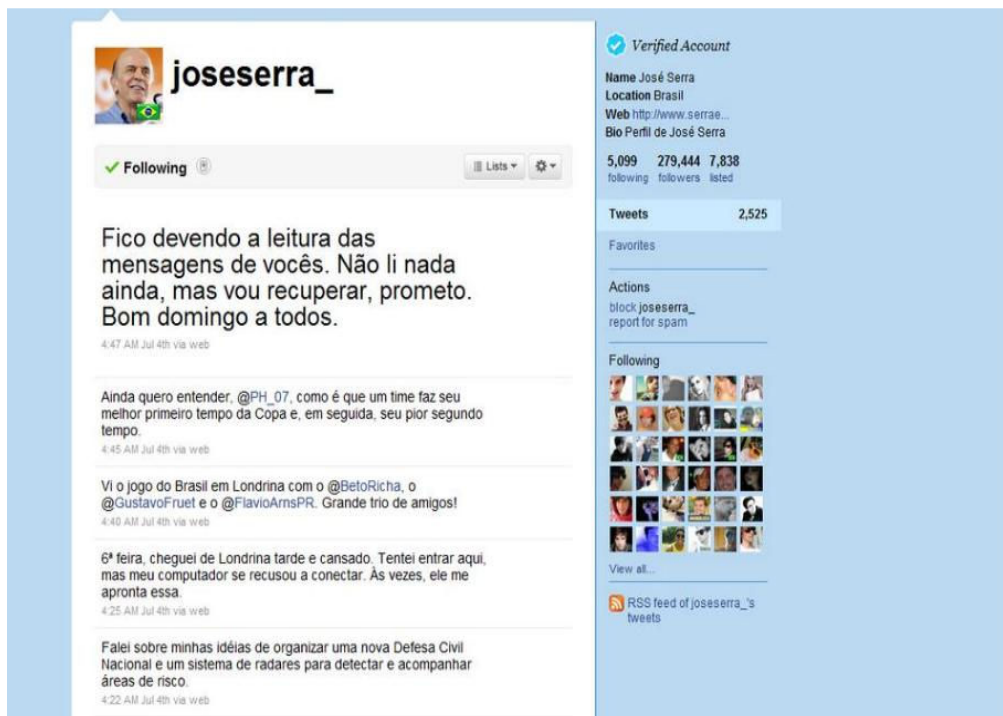 joseserra_
Following
Lists
Fico devendo a leitura das
mensagens de vocês. Não li nada
ainda, mas vou recuperar, prometo.
Bom domingo a todos.
4:47 AM Jul 4th via web
Ainda quero entender, @PH_07, como é que um time faz seu
melhor primeiro tempo da Copa e, em seguida, seu pior segundo
tempo.
4:45 AM Jul 4th via web
Vi o jogo do Brasil em Londrina com o @BetoRicha, o
@GustavoFruet e o @FlavioArnsPR. Grande trio de amigos!
4:40 AM Jul 4th via web
6ª feira, cheguei de Londrina tarde e cansado. Tentei entrar aqui,
mas meu computador se recusou a conectar. Às vezes, ele me
apronta essa.
4:25 AM Jul 4th via web
Falei sobre minhas idéias de organizar uma nova Defesa Civil
Nacional e um sistema de radares para detectar e acompanhar
áreas de risco.
4:22 AM Jul 4th via web
Verified Account
Name José Serra
Location Brasil
Web http://www.serrae...
Bio Perfil de José Serra
5,099 279,444 7,838
following followers listed
Tweets 2,525
Favorites
Actions
block joseserra_
report for spam
Following
View all...
RSS feed of joseserra_'s
tweets